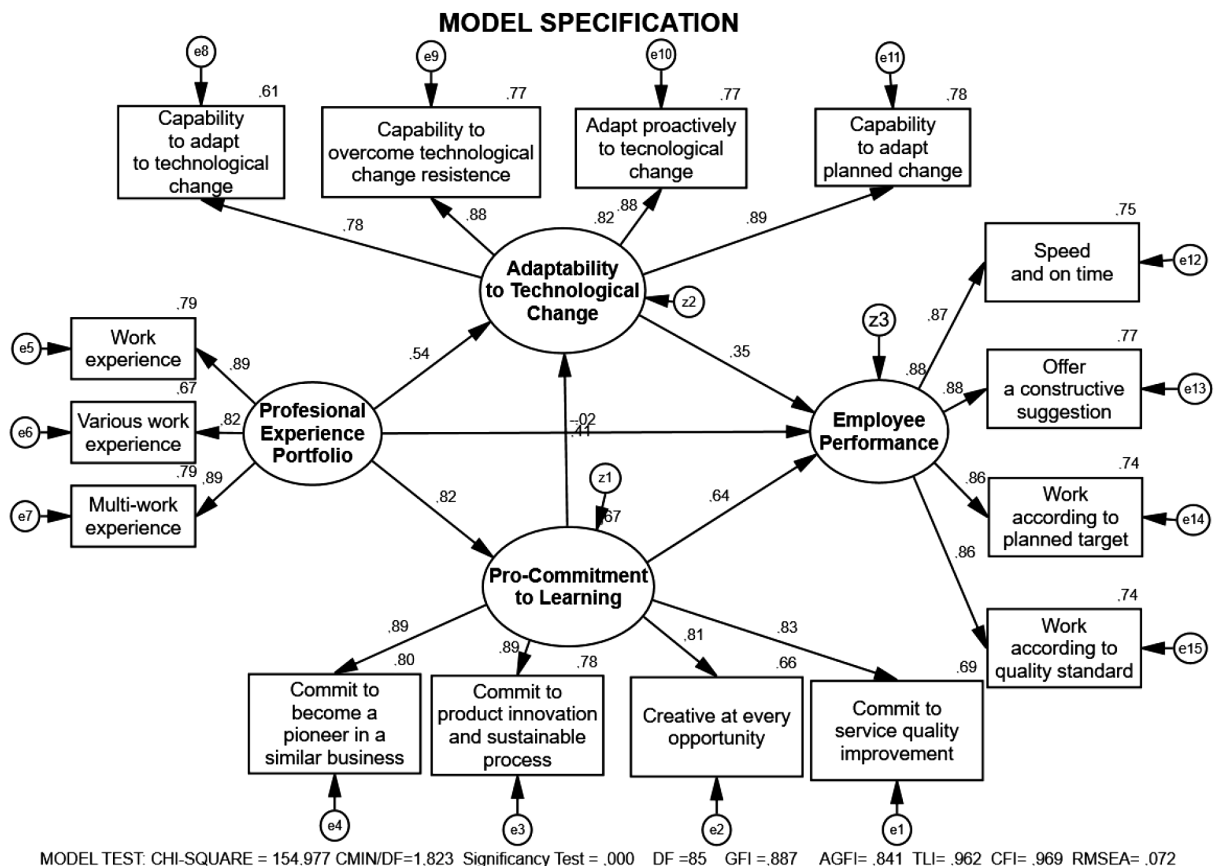 MODEL SPECIFICATION
e8
e9
e10
e11
.61
.77
.77
.78
Capability
to adapt
to technological
change
Capability to
overcome technological
change resistence
Adapt proactively
to tecnological
change
Capability
to adapt
planned change
.78
.88
.82
.88
.89
Adaptability
to Technological
Change
z2
.75
Speed
and on time
e12
.79
Work
experience
e5
.89
.54
.35
z3
.87
.77
Offer
a constructive
suggestion
e13
.67
Various work
experience
e6
.82
Profesional
Experience
Portfolio
-.02
.41
.88
.88
Employee
Performance
.79
Multi-work
experience
e7
.89
.82
z1
.67
.64
.86
.74
Work
according to
planned target
e14
.86
Pro-Commitment
to Learning
.74
Work
according to
quality standard
e15
.89
.89
.81
.83
.80
.78
.66
.69
Commit to
become a
pioneer in a
similar business
Commit to
product innovation
and sustainable
process
Creative at every
opportunity
Commit to
service quality
improvement
e4
e3
e2
e1
MODEL TEST: CHI-SQUARE = 154.977 CMIN/DF=1.823 Significancy Test = .000 DF =85 GFI =.887 AGFI= .841 TLI= .962 CFI= .969 RMSEA= .072